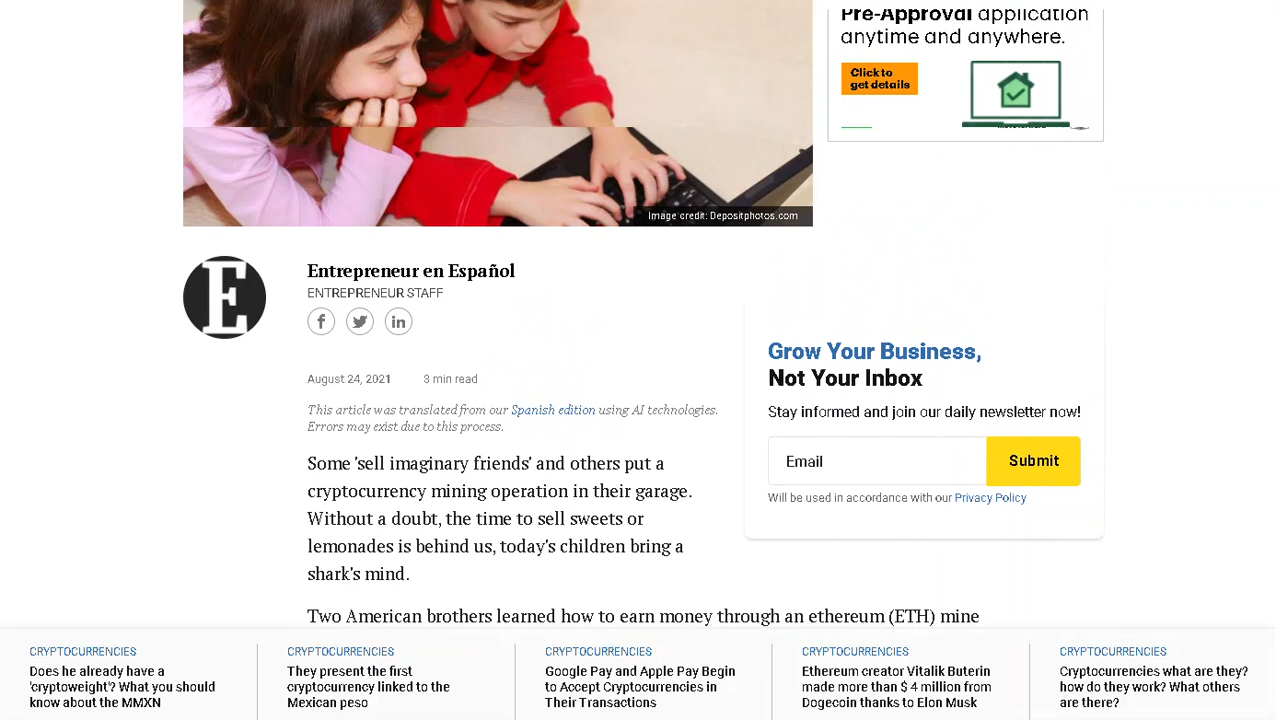 Pre-Approval application
anytime and anywhere.
Click to
get details
Image credit: Depositphotos.com
E
Entrepreneur en Español
ENTREPRENEUR STAFF
f
in
August 24, 2021
3 min read
This article was translated from our Spanish edition using AI technologies.
Errors may exist due to this process.
Grow Your Business,
Not Your Inbox
Stay informed and join our daily newsletter now!
Email
Submit
Will be used in accordance with our Privacy Policy
Some 'sell imaginary friends' and others put a
cryptocurrency mining operation in their garage.
Without a doubt, the time to sell sweets or
lemonades is behind us, today's children bring a
shark's mind.
Two American brothers learned how to earn money through an ethereum (ETH) mine
CRYPTOCURRENCIES
Does he already have a
'cryptoweight'? What you should
know about the MMXN
CRYPTOCURRENCIES
They present the first
cryptocurrency linked to the
Mexican peso
CRYPTOCURRENCIES
Google Pay and Apple Pay Begin
to Accept Cryptocurrencies in
Their Transactions
CRYPTOCURRENCIES
Ethereum creator Vitalik Buterin
made more than $ 4 million from
Dogecoin thanks to Elon Musk
CRYPTOCURRENCIES
Cryptocurrencies what are they?
how do they work? What others
are there?